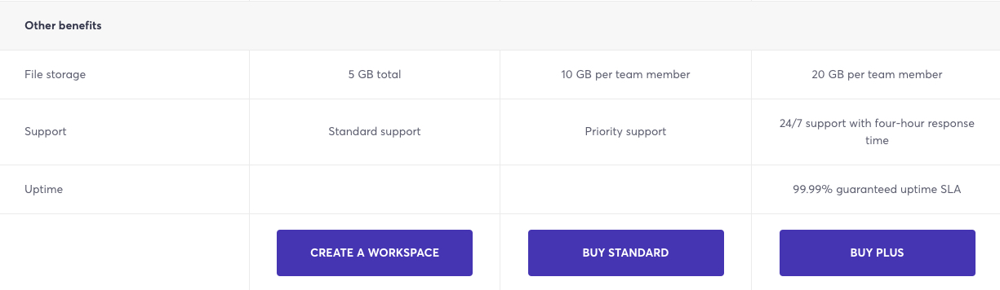 Other benefits
File storage
5 GB total
10 GB per team member
20 GB per team member
Support
Standard support
Priority support
24/7 support with four-hour response
time
Uptime
99.99% guaranteed uptime SLA
CREATE A WORKSPACE
BUY STANDARD
BUY PLUS